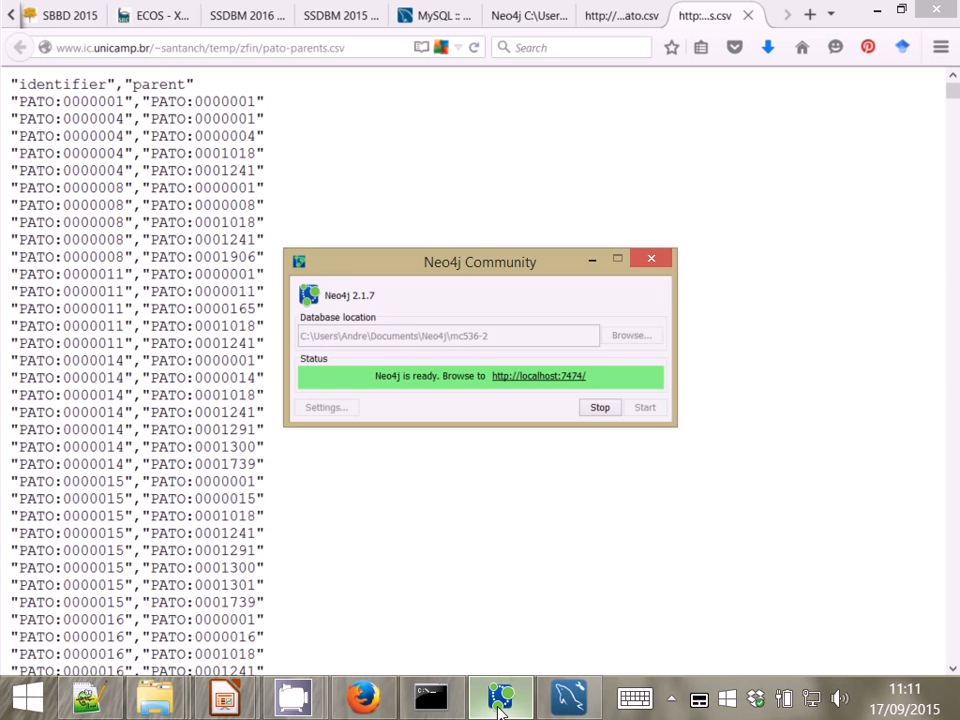 SBBD 2015
ECOS - X...
SSDBM 2016 ...
SSDBM 2015 ...
MySQL :: ...
Neo4j C:\User...
http://...ato.csv
http:...s.csv
www.ic.unicamp.br/~santanch/temp/zfin/pato-parents.csv
Search
"identifier","parent"
"PATO:0000001","PATO:0000001"
"PATO:0000004","PATO:0000001"
"PATO:0000004","PATO:0000004"
"PATO:0000004","PATO:0001018"
"PATO:0000004","PATO:0001241"
"PATO:0000008","PATO:0000001"
"PATO:0000008","PATO:0000008"
"PATO:0000008","PATO:0001018"
"PATO:0000008","PATO:0001241"
"PATO:0000008","PATO:0001906"
"PATO:0000011","PATO:0000001"
"PATO:0000011","PATO:0000011"
"PATO:0000011","PATO:0000165"
"PATO:0000011","PATO:0001018"
"PATO:0000011","PATO:0001241"
"PATO:0000014","PATO:0000001"
"PATO:0000014","PATO:0000014"
"PATO:0000014","PATO:0001018"
"PATO:0000014","PATO:0001241"
"PATO:0000014","PATO:0001291"
"PATO:0000014","PATO:0001300"
"PATO:0000014","PATO:0001739"
"PATO:0000015","PATO:0000001"
"PATO:0000015","PATO:0000015"
"PATO:0000015","PATO:0001018"
"PATO:0000015","PATO:0001241"
"PATO:0000015","PATO:0001291"
"PATO:0000015","PATO:0001300"
"PATO:0000015","PATO:0001301"
"PATO:0000015","PATO:0001739"
"PATO:0000016","PATO:0000001"
"PATO:0000016","PATO:0000016"
"PATO:0000016","PATO:0001018"
"PATO:0000016","PATO:0001241"
Neo4j Community
Neo4j 2.1.7
Database location
C:\Users\Andre\Documents\Neo4j\mc536-2
Browse...
Status
Neo4j is ready. Browse to http://localhost:7474/
Settings...
Stop
Start
11:11
17/09/2015